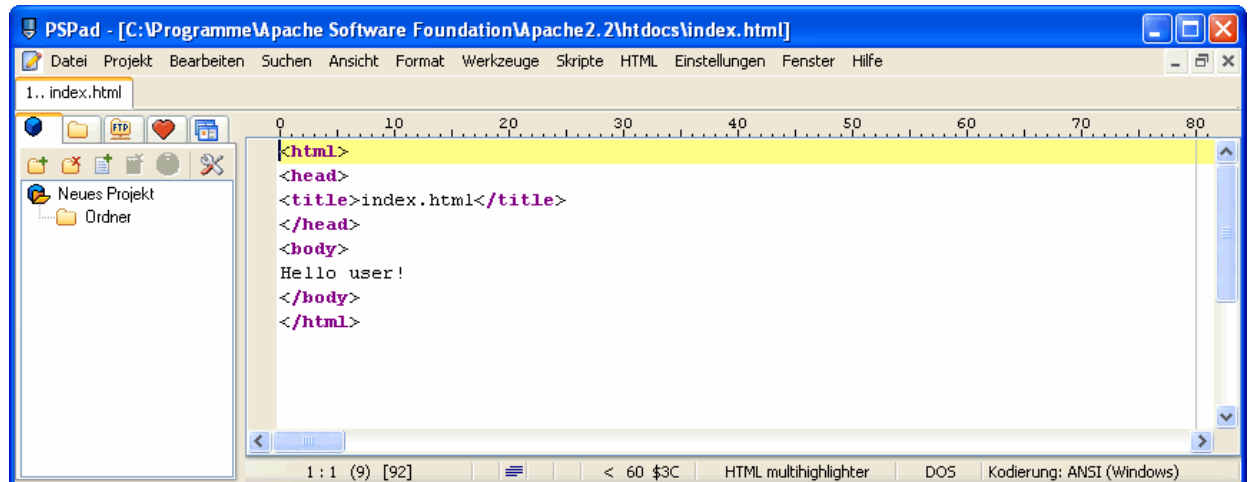 PSPad - [C:\Programme\Apache Software Foundation\Apache2.2\htdocs\index.html]
Datei Projekt Bearbeiten Suchen Ansicht Format Werkzeuge Skripte HTML Einstellungen Fenster Hilfe
1.. index.html
FTP
0 10 20 30 40 50 60 70 80
Neues Projekt
Ordner
<html>
<head>
<title>index.html</title>
</head>
<body>
Hello user!
</body>
</html>
1 : 1 (9) [92] < 60 $3C HTML multihighlighter DOS Kodierung: ANSI (Windows)